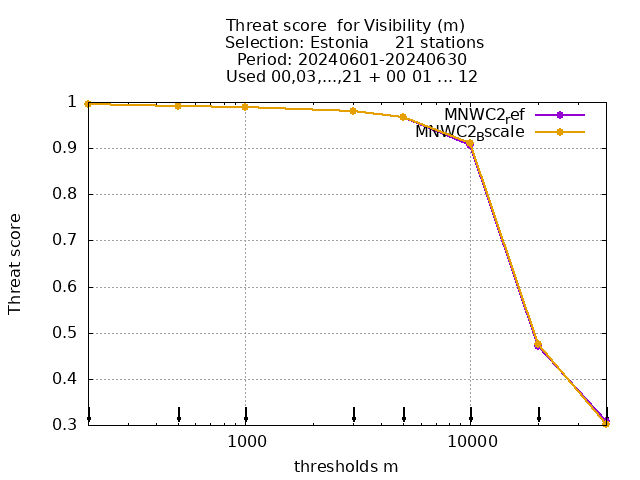 Threat score  for Visibility (m)
Selection: Estonia     21 stations
Period: 20240601-20240630
Used 00,03,...,21 + 00 01 ... 12
MNWC2ref
MNWC2Bscale
1
0.9
0.8
0.7
0.6
0.5
0.4
0.3
Threat score
1000
10000
thresholds m